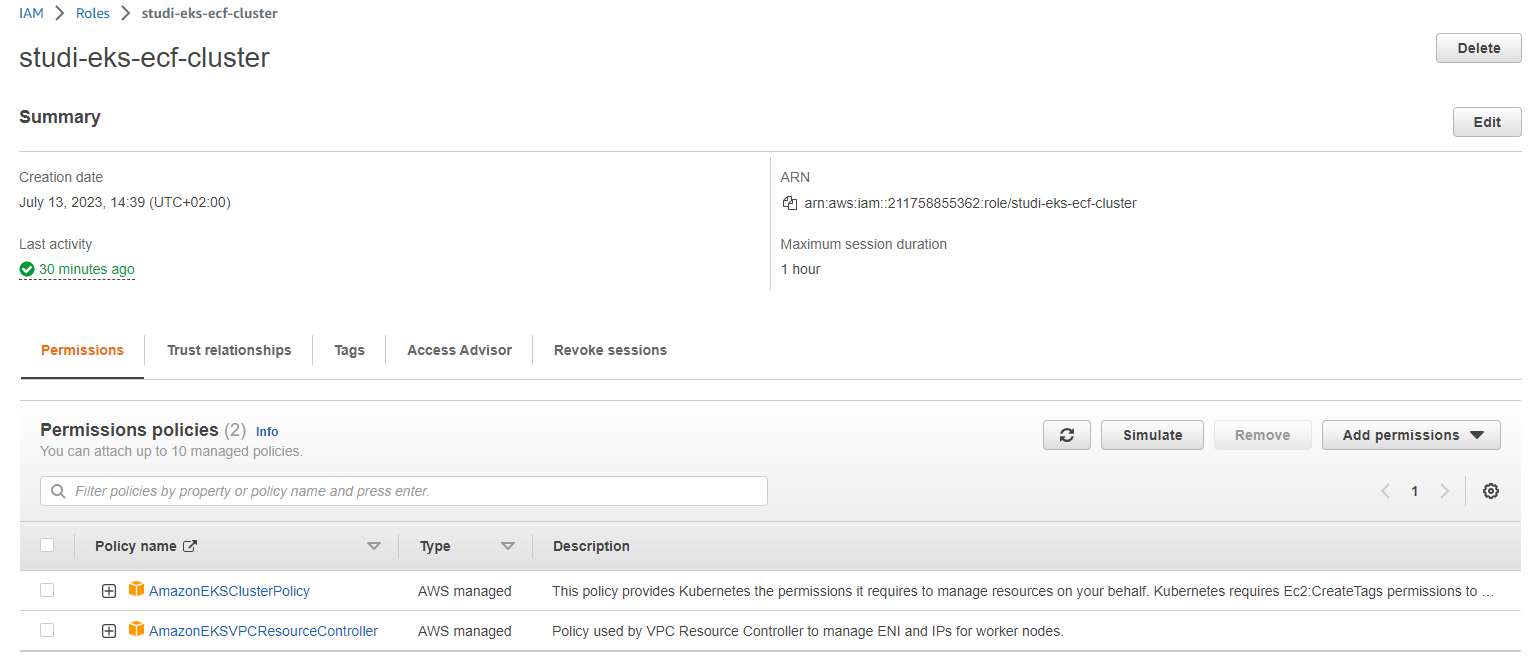 IAM > Roles > studi-eks-ecf-cluster
studi-eks-ecf-cluster
Delete
Summary
Edit
Creation date
July 13, 2023, 14:39 (UTC+02:00)
ARN
arn:aws:iam::211758855362:role/studi-eks-ecf-cluster
Last activity
30 minutes ago
Maximum session duration
1 hour
Permissions Trust relationships Tags Access Advisor Revoke sessions
Permissions policies (2) Info
You can attach up to 10 managed policies.
Simulate Remove Add permissions
Filter policies by property or policy name and press enter.
1
Policy name Type Description
AmazonEKSClusterPolicy AWS managed This policy provides Kubernetes the permissions it requires to manage resources on your behalf. Kubernetes requires Ec2:CreateTags permissions to …
AmazonEKSVPCResourceController AWS managed Policy used by VPC Resource Controller to manage ENI and IPs for worker nodes.